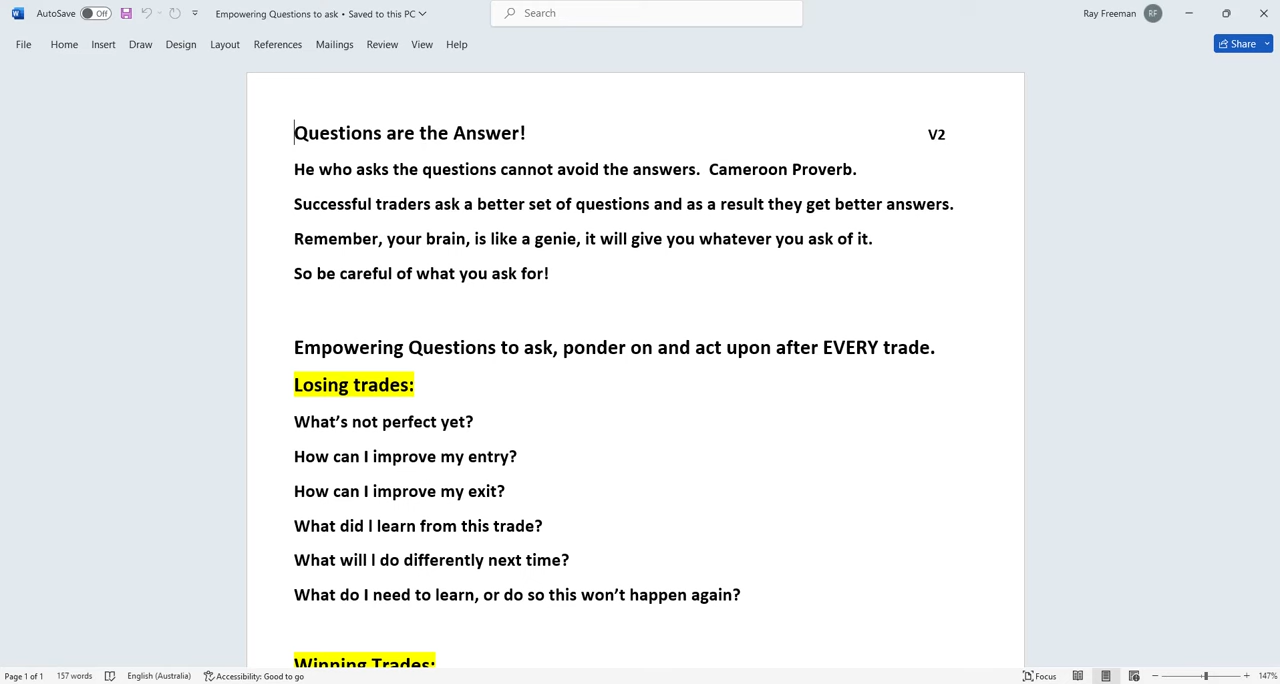 AutoSave Off Empowering Questions to ask • Saved to this PC Search Ray Freeman RF
File Home Insert Draw Design Layout References Mailings Review View Help Share
Questions are the Answer! V2
He who asks the questions cannot avoid the answers.  Cameroon Proverb.
Successful traders ask a better set of questions and as a result they get better answers.
Remember, your brain, is like a genie, it will give you whatever you ask of it.
So be careful of what you ask for!
Empowering Questions to ask, ponder on and act upon after EVERY trade.
Losing trades:
What’s not perfect yet?
How can I improve my entry?
How can I improve my exit?
What did I learn from this trade?
What will I do differently next time?
What do I need to learn, or do so this won’t happen again?
Winning Trades:
Page 1 of 1 157 words English (Australia) Accessibility: Good to go Focus 147%